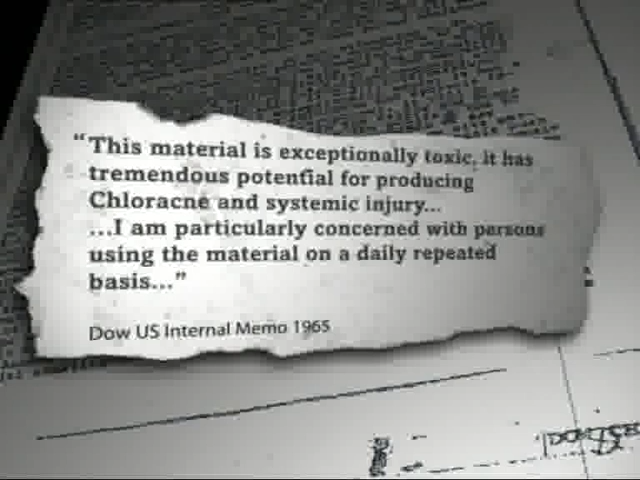 “This material is exceptionally toxic, it has
tremendous potential for producing
Chloracne and systemic injury...
...I am particularly concerned with persons
using the material on a daily repeated
basis...”
Dow US Internal Memo 1965